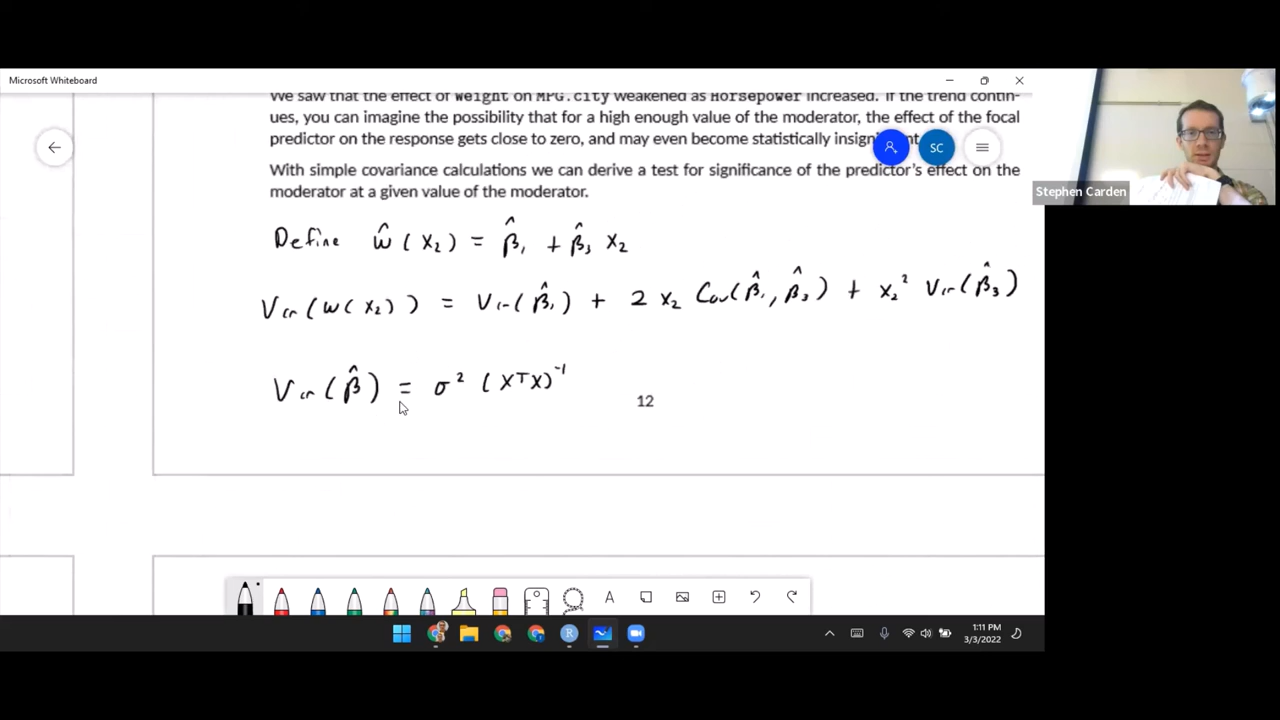 Microsoft Whiteboard
We saw that the effect of Weight on MPG.city weakened as Horsepower increased. If the trend contin-
ues, you can imagine the possibility that for a high enough value of the moderator, the effect of the focal
predictor on the response gets close to zero, and may even become statistically insign
SC
With simple covariance calculations we can derive a test for significance of the predictor's effect on the
moderator at a given value of the moderator.
Stephen Carden
Define ŵ(x₂) = β̂₁ + β̂₃ x₂
Var(w(x₂)) = Var(β̂₁) + 2 x₂ Cov(β̂₁, β̂₃) + x₂² Var(β̂₃)
Var(β̂) = σ² (XᵀX)⁻¹
12
A
1:11 PM
3/3/2022